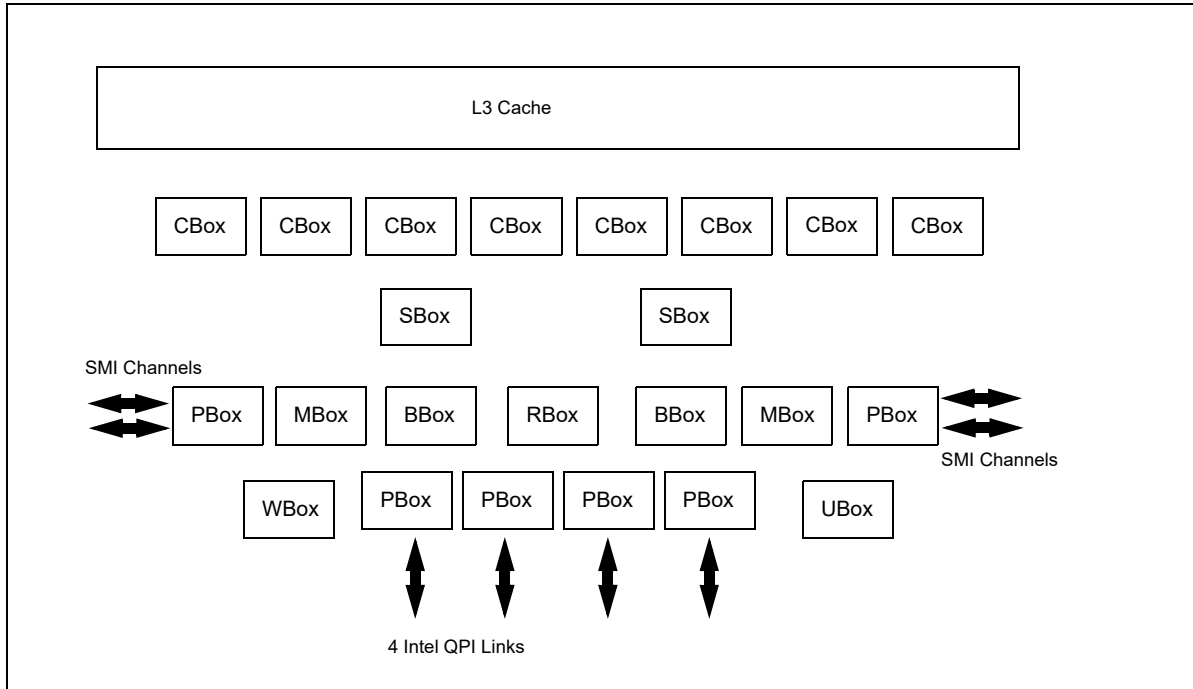 L3 Cache
CBox CBox CBox CBox CBox CBox CBox CBox
SBox SBox
SMI Channels
PBox MBox BBox RBox BBox MBox PBox
SMI Channels
WBox PBox PBox PBox PBox UBox
4 Intel QPI Links